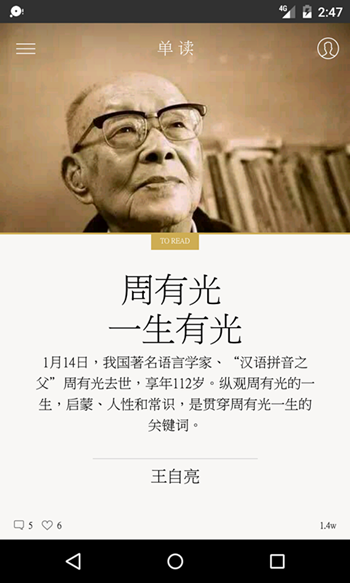 4G 2:47
单读
TO READ
周有光
一生有光
1月14日，我国著名语言学家、“汉语拼音之
父”周有光去世，享年112岁。纵观周有光的一
生，启蒙、人性和常识，是贯穿周有光一生的
关键词。
王自亮
5 6 1.4w